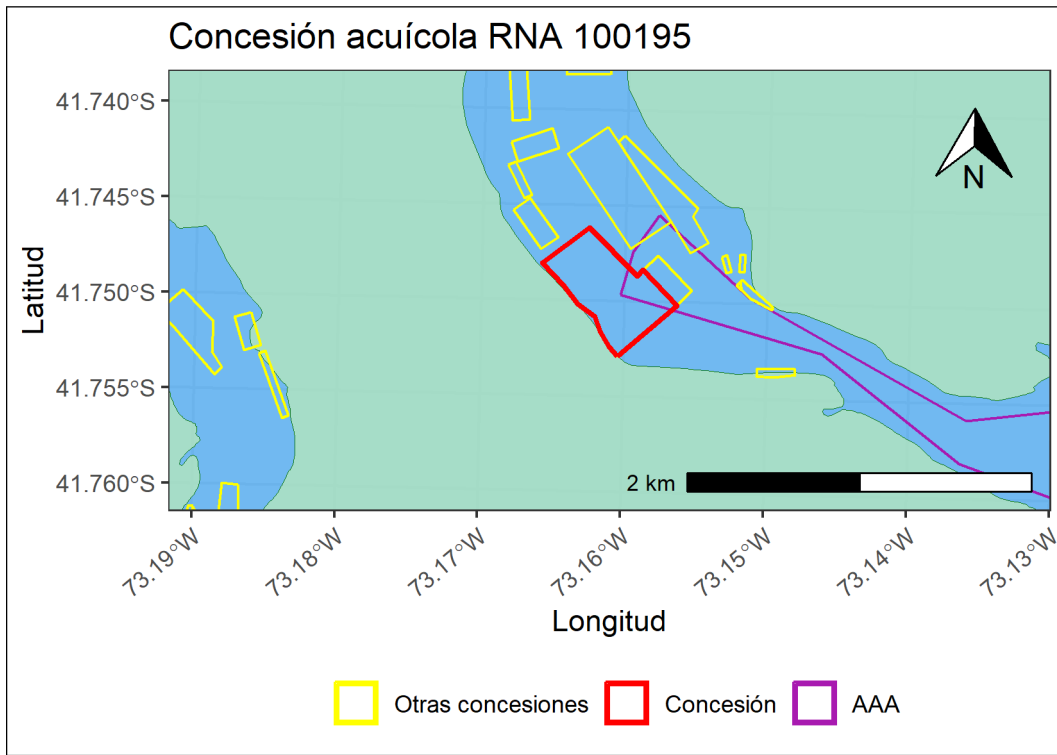 Concesión acuícola RNA 100195
41.740°S
41.745°S
41.750°S
41.755°S
41.760°S
Latitud
N
2 km
73.19°W
73.18°W
73.17°W
73.16°W
73.15°W
73.14°W
73.13°W
Longitud
Otras concesiones
Concesión
AAA